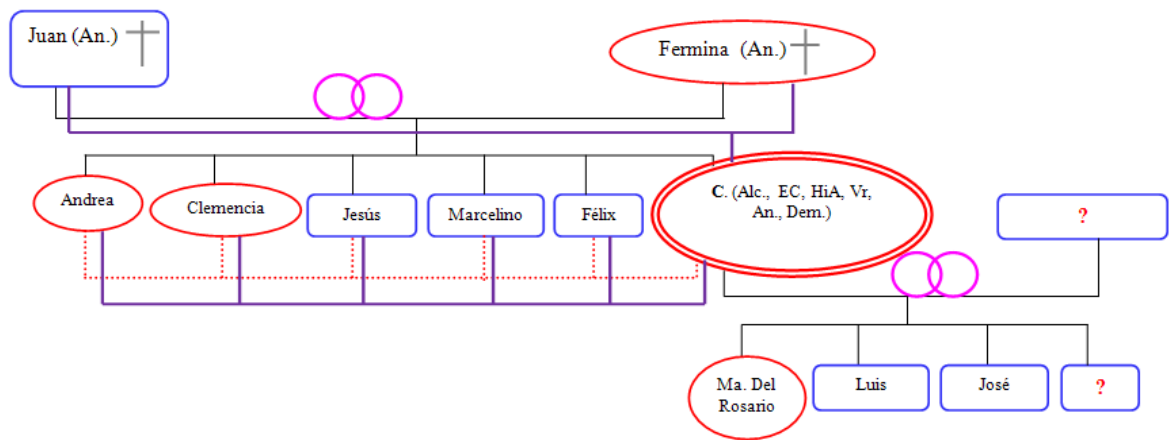 Juan (An.)
Fermina (An.)
Andrea
Clemencia
Jesús
Marcelino
Félix
C. (Alc., EC, HiA, Vr,
An., Dem.)
?
Ma. Del
Rosario
Luis
José
?